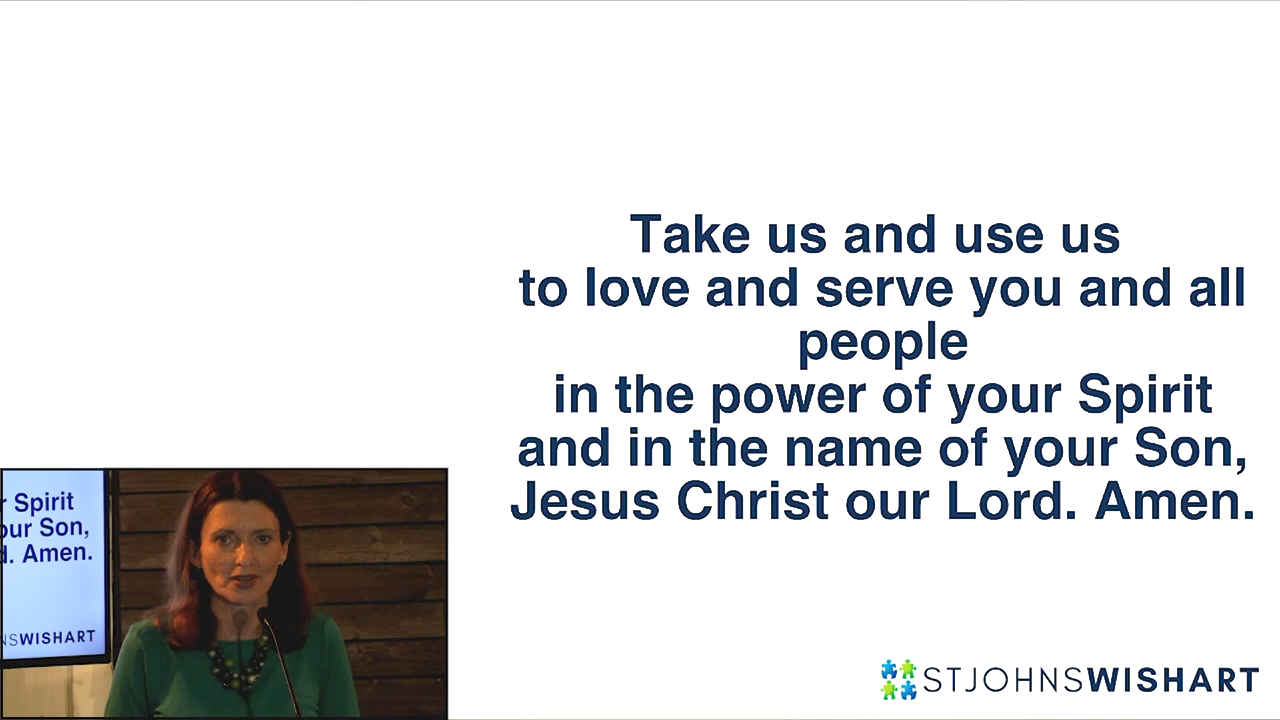 Take us and use us
to love and serve you and all
people
in the power of your Spirit
and in the name of your Son,
Jesus Christ our Lord. Amen.
r Spirit
our Son,
d. Amen.
NSWISHART
STJOHNSWISHART